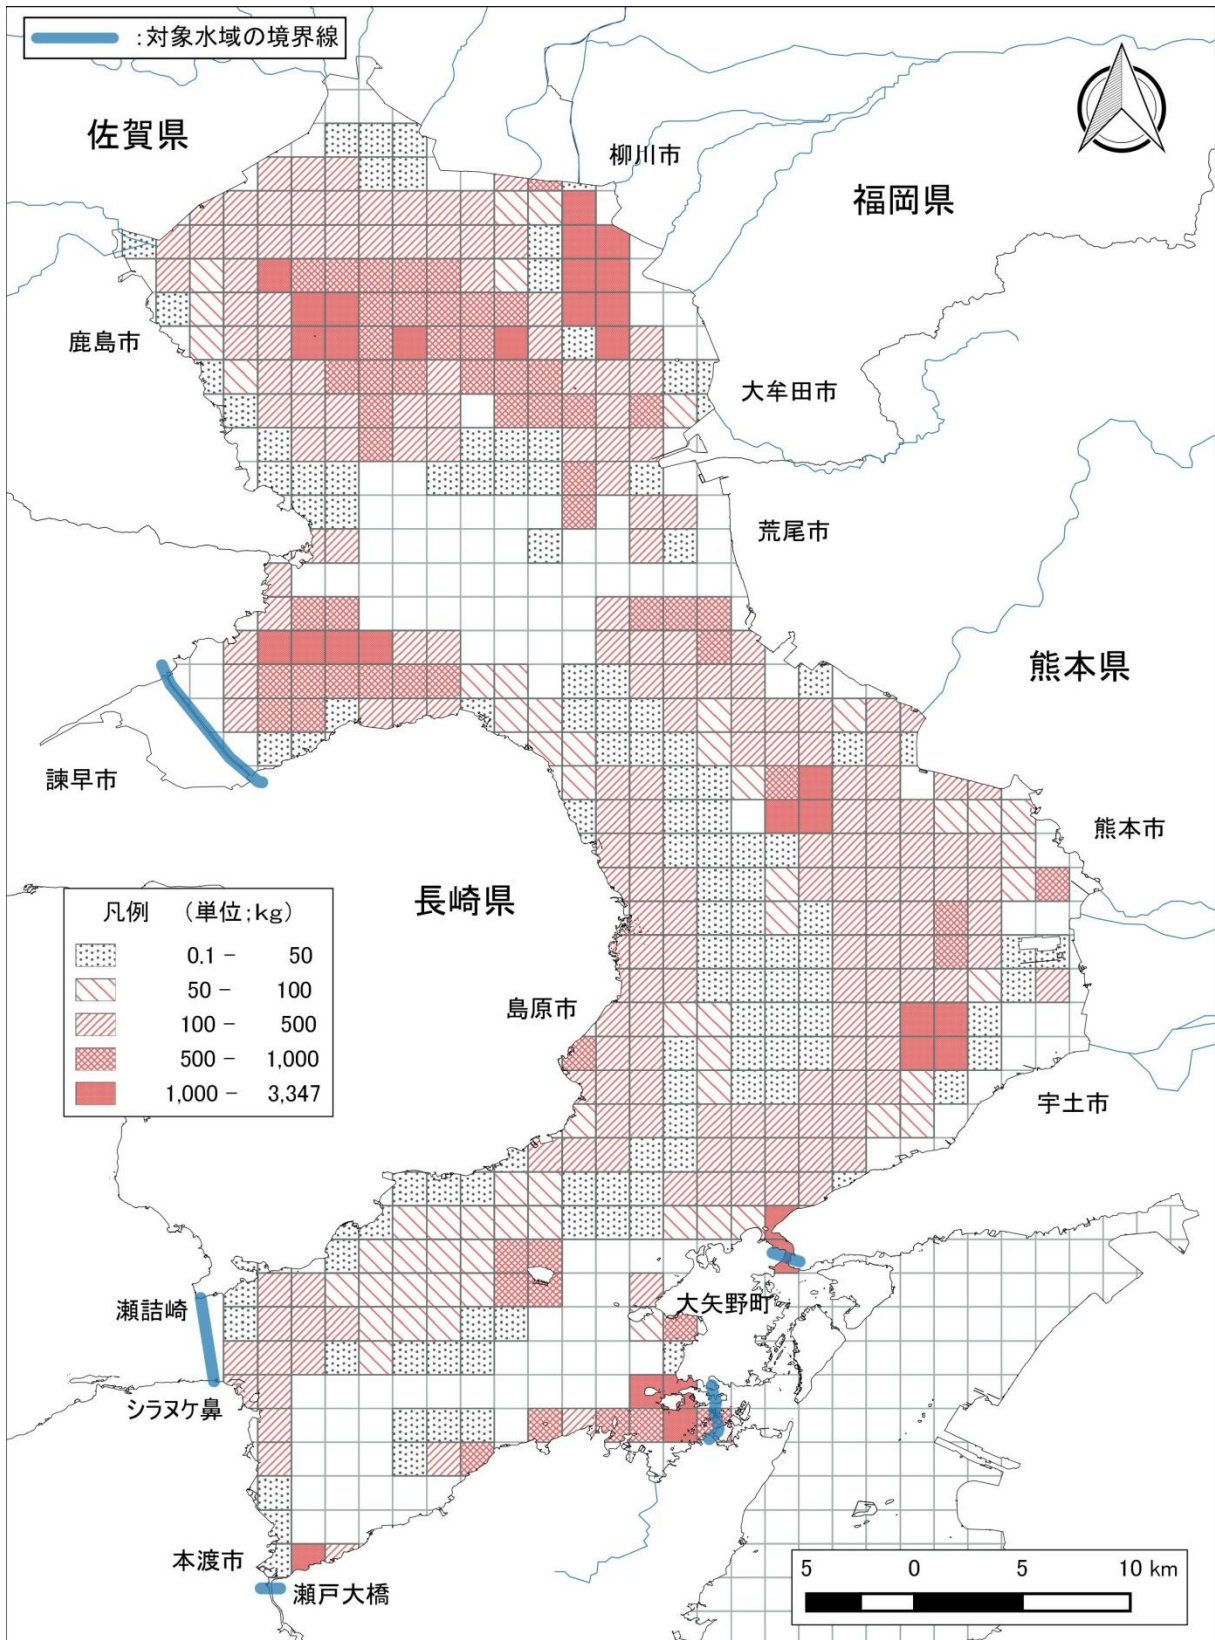 :対象水域の境界線
佐賀県
柳川市
福岡県
鹿島市
大牟田市
荒尾市
熊本県
諫早市
熊本市
長崎県
凡例 (単位;kg)
0.1 - 50
50 - 100
100 - 500
500 - 1,000
1,000 - 3,347
島原市
宇土市
瀬詰崎
大矢野町
シラヌケ鼻
本渡市
瀬戸大橋
5 0 5 10 km